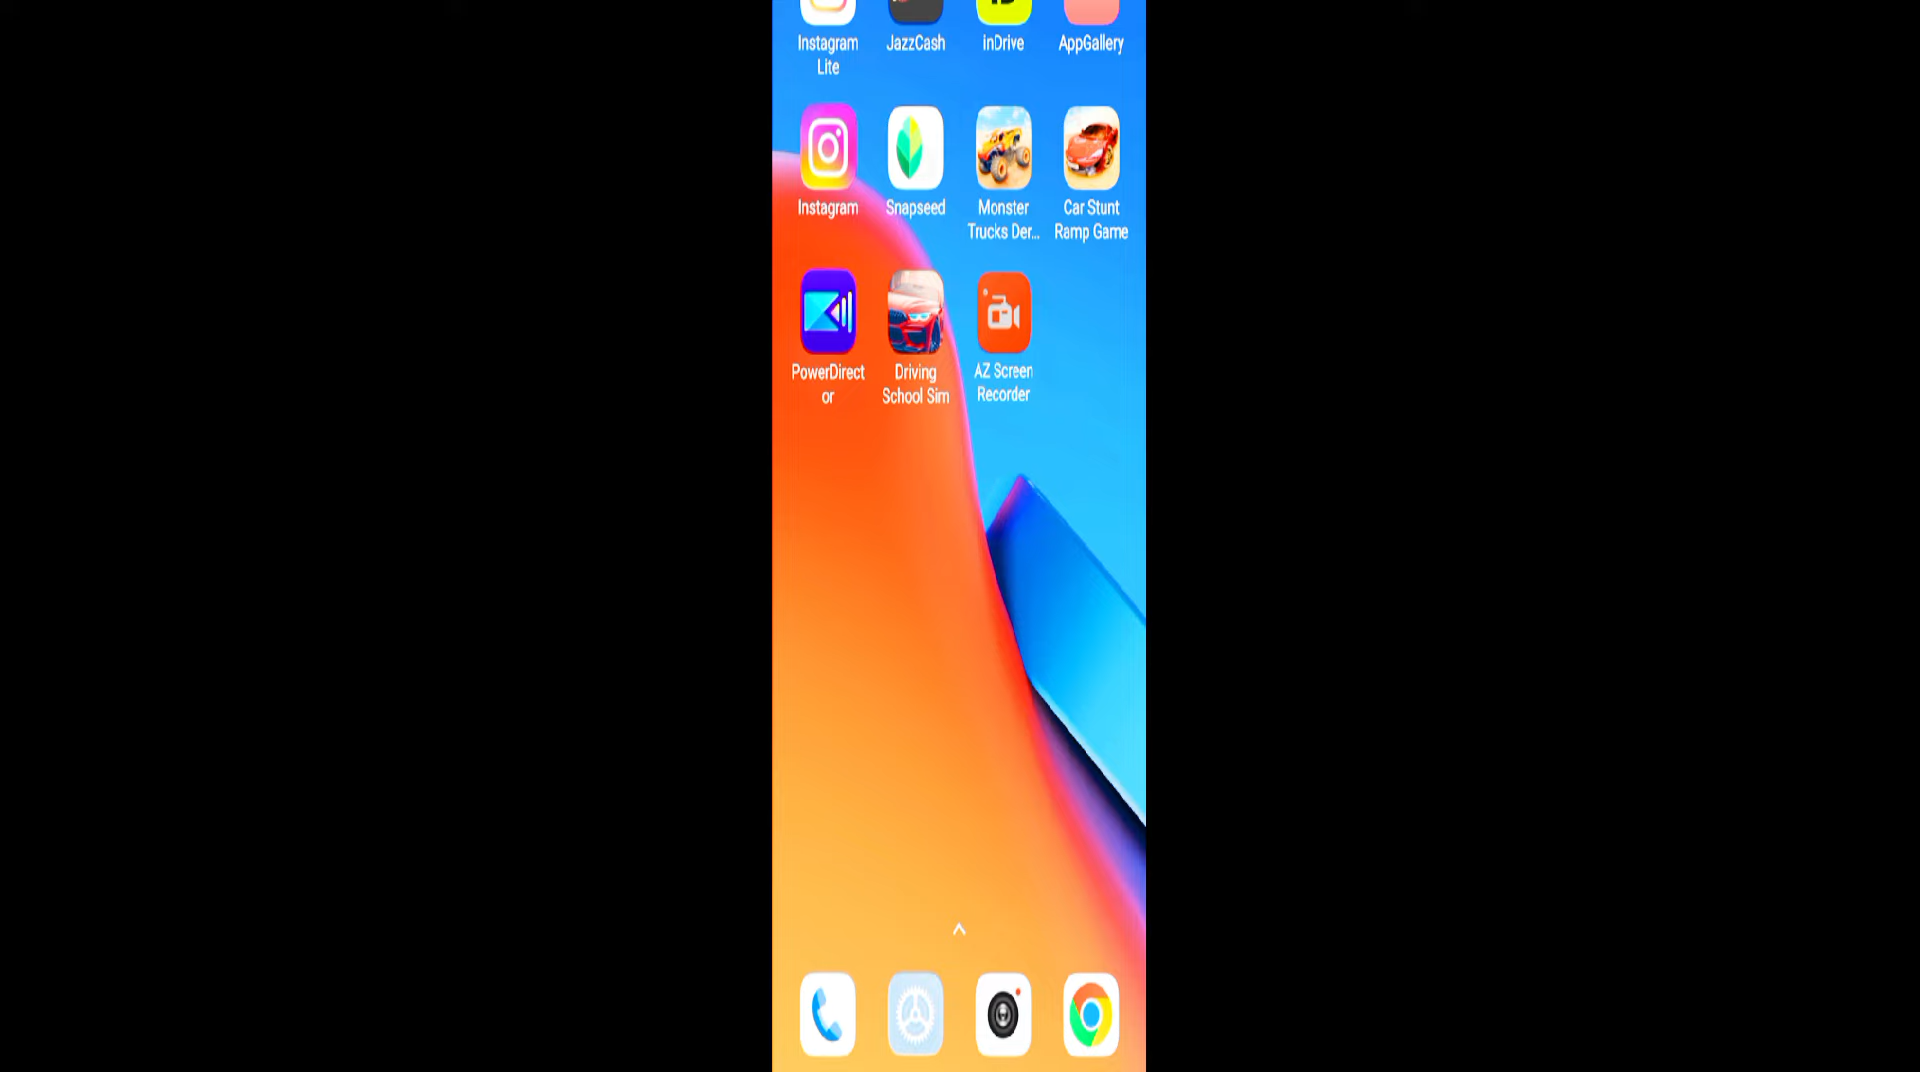 Instagram JazzCash inDrive AppGallery
Lite
Instagram Snapseed Monster Car Stunt
Trucks Der... Ramp Game
PowerDirect Driving AZ Screen
or School Sim Recorder